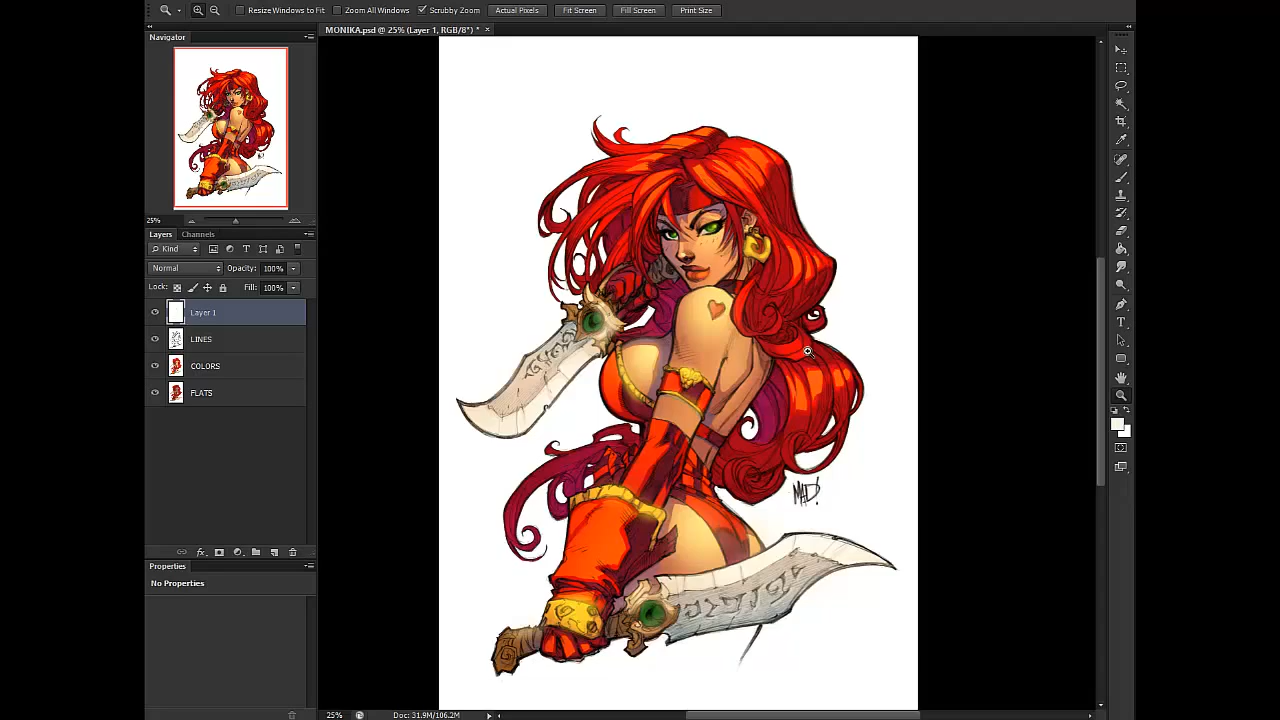 Resize Windows to Fit Zoom All Windows Scrubby Zoom Actual Pixels Fit Screen Fill Screen Print Size
MONIKA.psd @ 25% (Layer 1, RGB/8*) * ×
Navigator
25%
Layers Channels
Kind
Normal Opacity: 100%
Lock: Fill: 100%
Layer 1
LINES
COLORS
FLATS
fx
Properties
No Properties
MAD!
25% Doc: 31.9M/106.2M